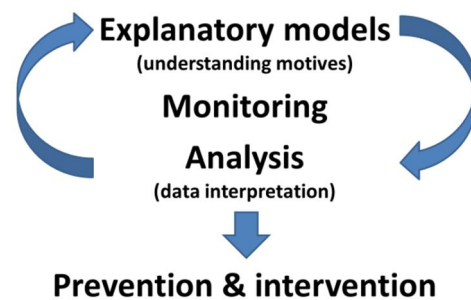 Explanatory models
(understanding motives)
Monitoring
Analysis
(data interpretation)
Prevention & intervention